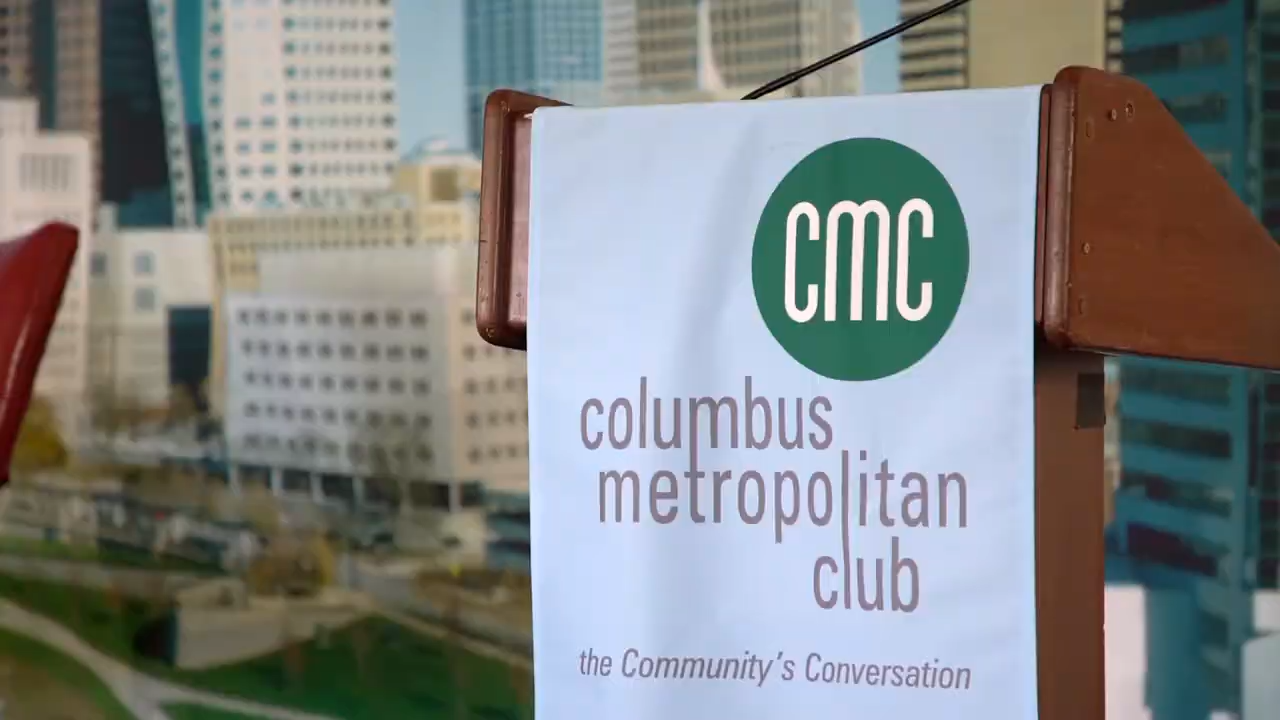 CMC
columbus
metropolitan
club
the Community's Conversation